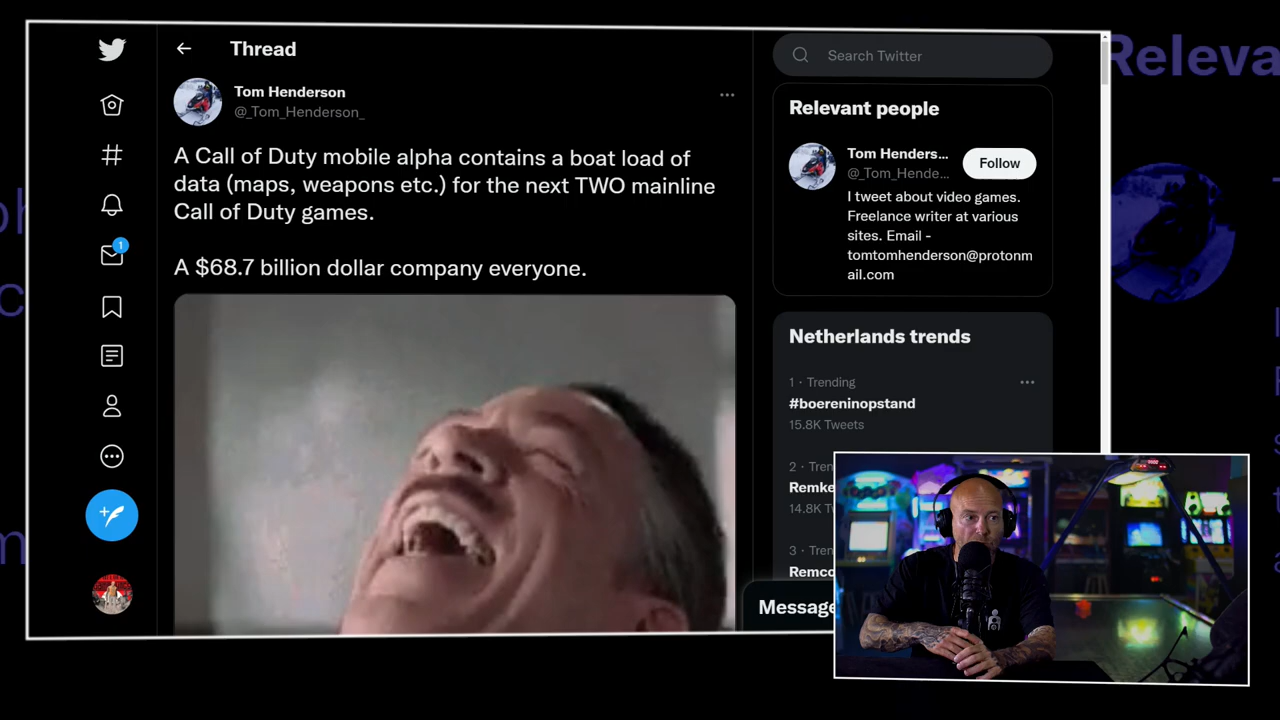 Thread
Tom Henderson
@_Tom_Henderson_
A Call of Duty mobile alpha contains a boat load of
data (maps, weapons etc.) for the next TWO mainline
Call of Duty games.
A $68.7 billion dollar company everyone.
1
Search Twitter
Relevant people
Tom Henders...
@_Tom_Hende...
Follow
I tweet about video games.
Freelance writer at various
sites. Email -
tomtomhenderson@protonm
ail.com
Netherlands trends
1 · Trending
#boereninopstand
15.8K Tweets
2 · Tren
Remke
14.8K
3 · Tren
Remco
Message
Releva